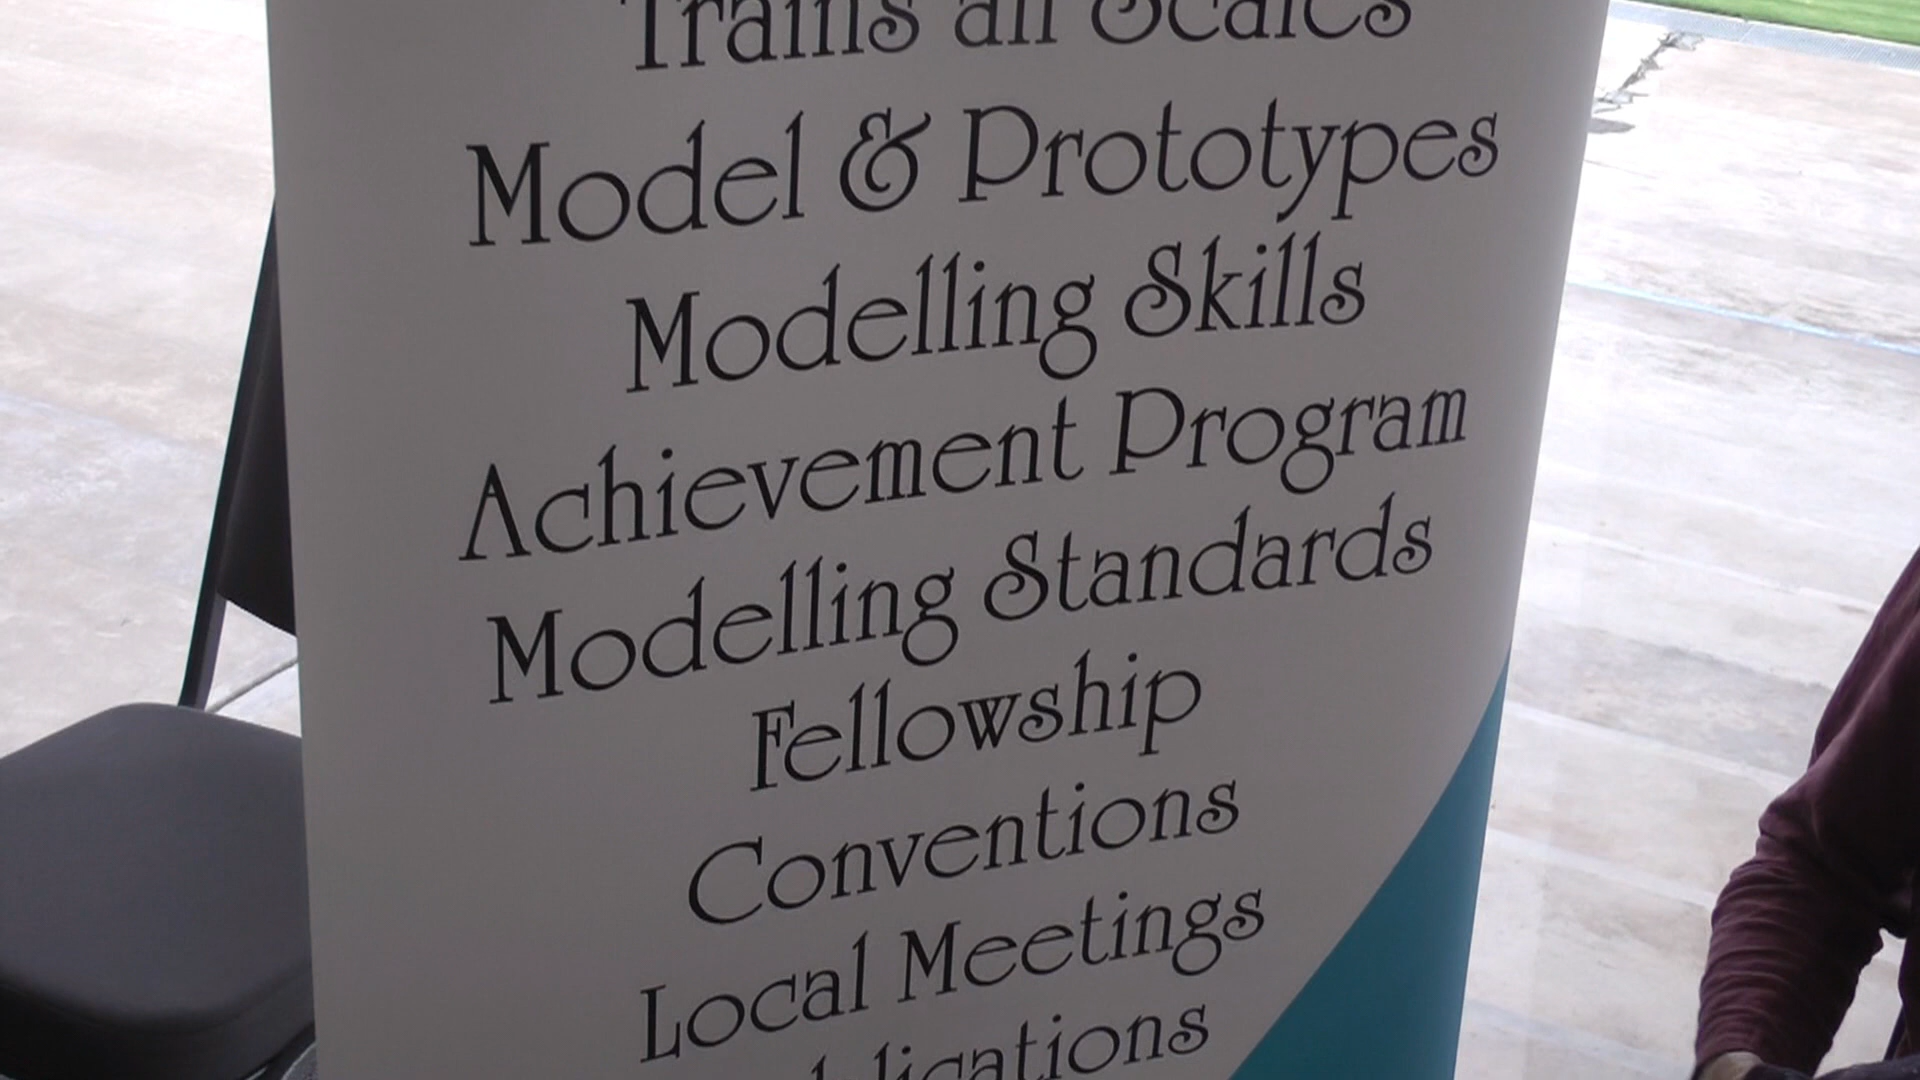 Trains all Scales
Model & Prototypes
Modelling Skills
Achievement Program
Modelling Standards
Fellowship
Conventions
Local Meetings